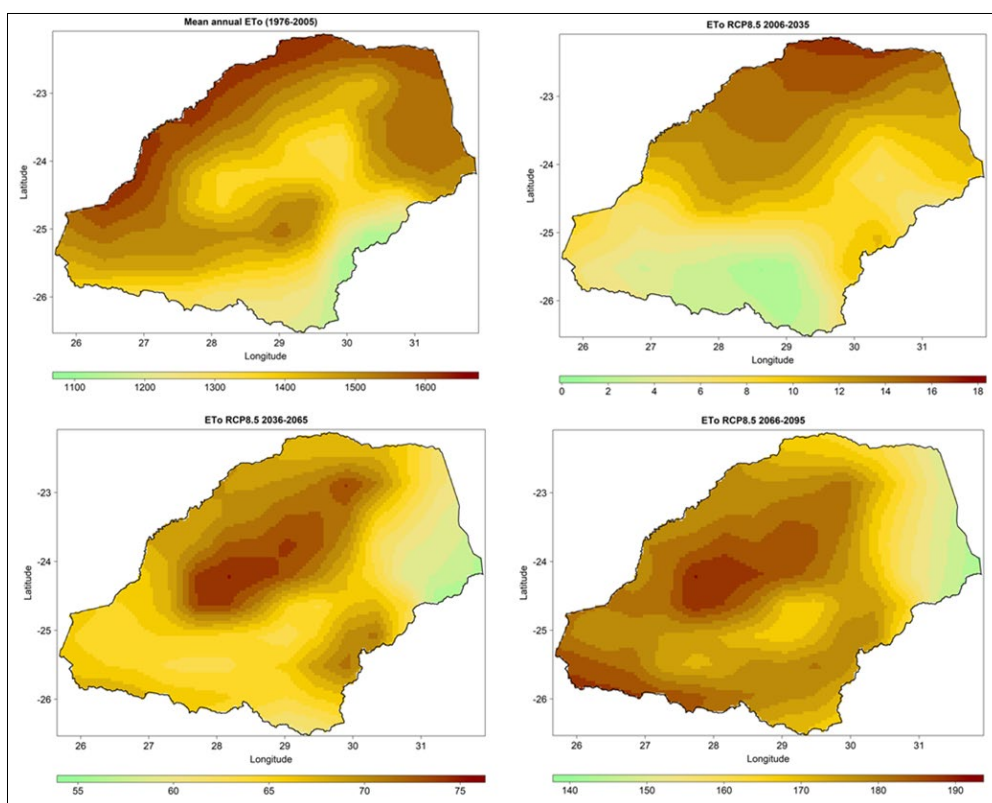 Mean annual ETo (1976-2005)
Latitude
-23
-24
-25
-26
26 27 28 29 30 31
Longitude
1100 1200 1300 1400 1500 1600
ETo RCP8.5 2006-2035
Latitude
-23
-24
-25
-26
26 27 28 29 30 31
Longitude
0 2 4 6 8 10 12 14 16 18
ETo RCP8.5 2036-2065
Latitude
-23
-24
-25
-26
26 27 28 29 30 31
Longitude
55 60 65 70 75
ETo RCP8.5 2066-2095
Latitude
-23
-24
-25
-26
26 27 28 29 30 31
Longitude
140 150 160 170 180 190